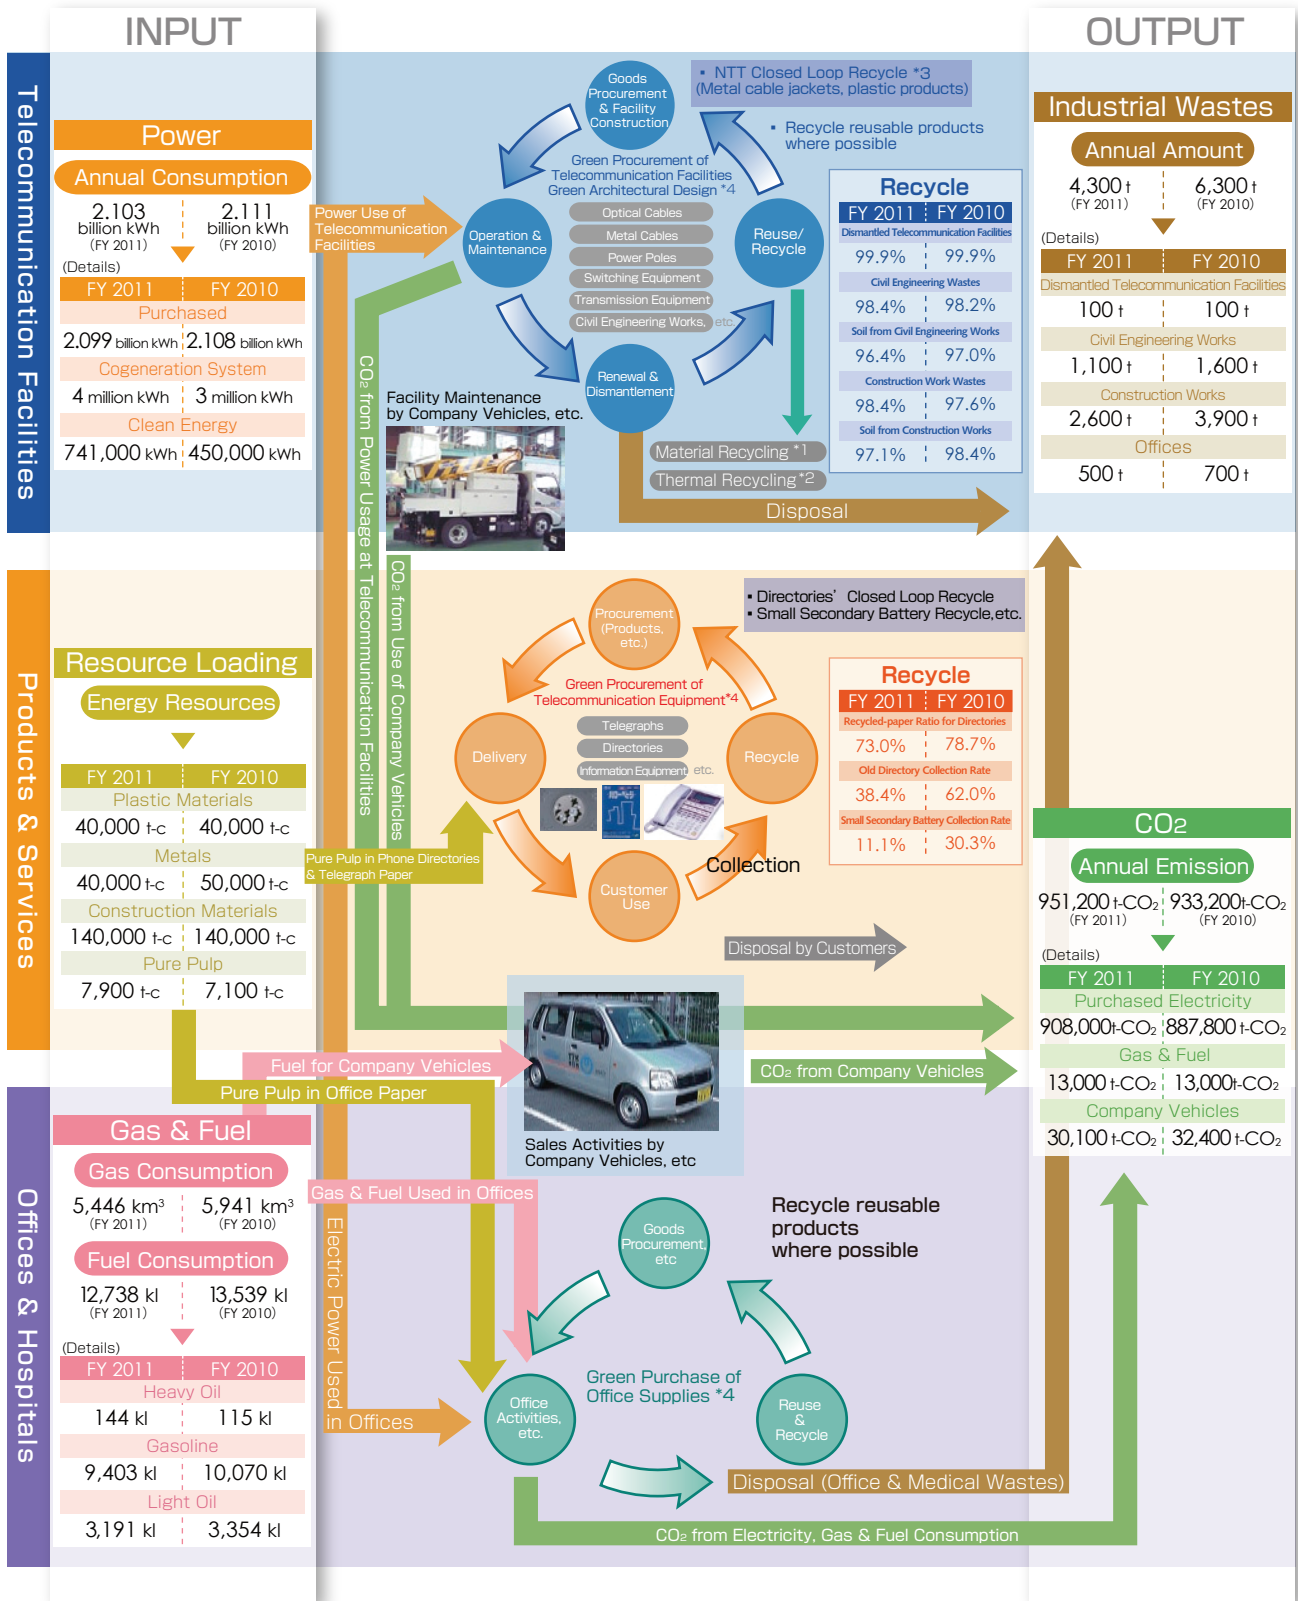 INPUT
OUTPUT
Telecommunication Facilities
Power
Annual Consumption
2.103 2.111
billion kWh billion kWh
(FY 2011) (FY 2010)
(Details)
FY 2011 FY 2010
Purchased
2.099 billion kWh 2.108 billion kWh
Cogeneration System
4 million kWh 3 million kWh
Clean Energy
741,000 kWh 450,000 kWh
Power Use of
Telecommunication
Facilities
Goods
Procurement
& Facility
Construction
▪ NTT Closed Loop Recycle *3
(Metal cable jackets, plastic products)
▪ Recycle reusable products
where possible
Green Procurement of
Telecommunication Facilities
Green Architectural Design *4
Optical Cables
Metal Cables
Power Poles
Switching Equipment
Transmission Equipment
Civil Engineering Works, etc.
Operation &
Maintenance
Reuse/
Recycle
Renewal &
Dismantlement
Recycle
FY 2011 FY 2010
Dismantled Telecommunication Facilities
99.9% 99.9%
Civil Engineering Wastes
98.4% 98.2%
Soil from Civil Engineering Works
96.4% 97.0%
Construction Work Wastes
98.4% 97.6%
Soil from Construction Works
97.1% 98.4%
Facility Maintenance
by Company Vehicles, etc.
Material Recycling *1
Thermal Recycling*2
Disposal
Industrial Wastes
Annual Amount
4,300 t 6,300 t
(FY 2011) (FY 2010)
(Details)
FY 2011 FY 2010
Dismantled Telecommunication Facilities
100 t 100 t
Civil Engineering Works
1,100 t 1,600 t
Construction Works
2,600 t 3,900 t
Offices
500 t 700 t
CO2 from Power Usage at Telecommunication Facilities
CO2 from Use of Company Vehicles
Products & Services
Resource Loading
Energy Resources
FY 2011 FY 2010
Plastic Materials
40,000 t-c 40,000 t-c
Metals
40,000 t-c 50,000 t-c
Construction Materials
140,000 t-c 140,000 t-c
Pure Pulp
7,900 t-c 7,100 t-c
Pure Pulp in Phone Directories
& Telegraph Paper
Procurement
(Products,
etc.)
▪ Directories' Closed Loop Recycle
▪ Small Secondary Battery Recycle, etc.
Green Procurement of
Telecommunication Equipment*4
Telegraphs
Directories
Information Equipment etc.
Delivery
Recycle
Customer
Use
Collection
Recycle
FY 2011 FY 2010
Recycled-paper Ratio for Directories
73.0% 78.7%
Old Directory Collection Rate
38.4% 62.0%
Small Secondary Battery Collection Rate
11.1% 30.3%
Disposal by Customers
CO2
Annual Emission
951,200 t-CO2 933,200t-CO2
(FY 2011) (FY 2010)
(Details)
FY 2011 FY 2010
Purchased Electricity
908,000t-CO2 887,800 t-CO2
Gas & Fuel
13,000 t-CO2 13,000t-CO2
Company Vehicles
30,100 t-CO2 32,400 t-CO2
Fuel for Company Vehicles
CO2 from Company Vehicles
Pure Pulp in Office Paper
Sales Activities by
Company Vehicles, etc
Offices & Hospitals
Gas & Fuel
Gas Consumption
5,446 km³ 5,941 km³
(FY 2011) (FY 2010)
Fuel Consumption
12,738 kl 13,539 kl
(FY 2011) (FY 2010)
(Details)
FY 2011 FY 2010
Heavy Oil
144 kl 115 kl
Gasoline
9,403 kl 10,070 kl
Light Oil
3,191 kl 3,354 kl
Gas & Fuel Used in Offices
Electric Power Used
in Offices
Goods
Procurement,
etc
Recycle reusable
products
where possible
Green Purchase of
Office Supplies *4
Office
Activities,
etc.
Reuse
&
Recycle
Disposal (Office & Medical Wastes)
CO2 from Electricity, Gas & Fuel Consumption